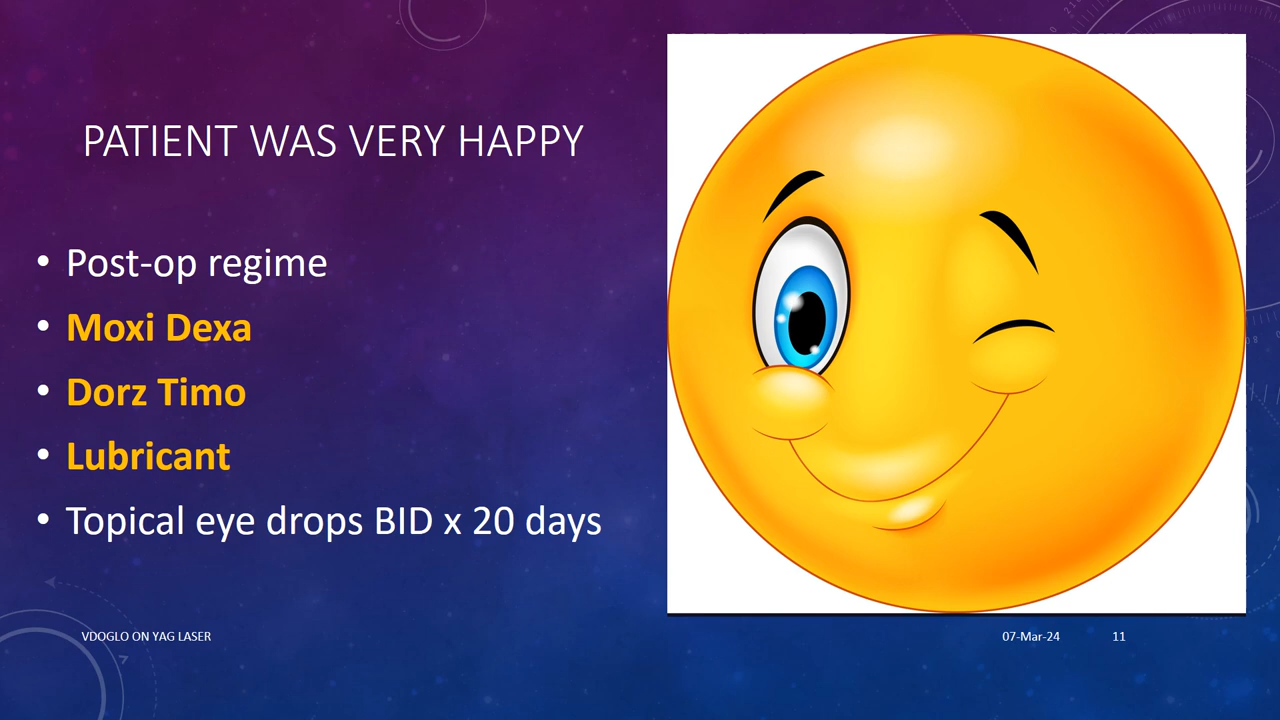 PATIENT WAS VERY HAPPY
• Post-op regime
• Moxi Dexa
• Dorz Timo
• Lubricant
• Topical eye drops BID x 20 days
VDOGLO ON YAG LASER
07-Mar-24
11